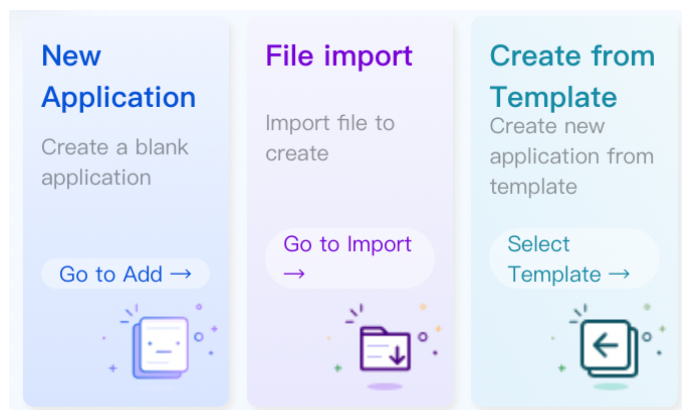 New
Application
Create a blank
application
Go to Add →
File import
Import file to
create
Go to Import
→
Create from
Template
Create new
application from
template
Select
Template →